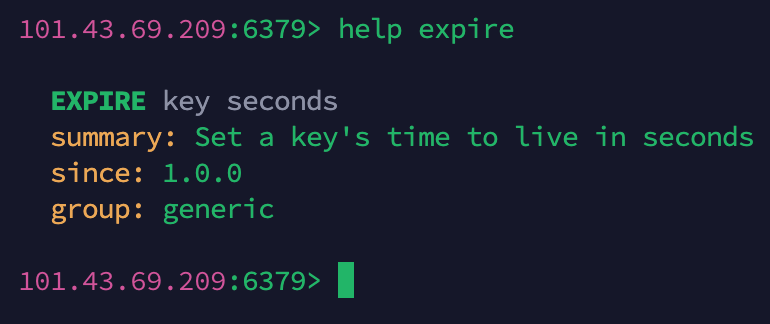 101.43.69.209:6379> help expire
EXPIRE key seconds
summary: Set a key's time to live in seconds
since: 1.0.0
group: generic
101.43.69.209:6379>